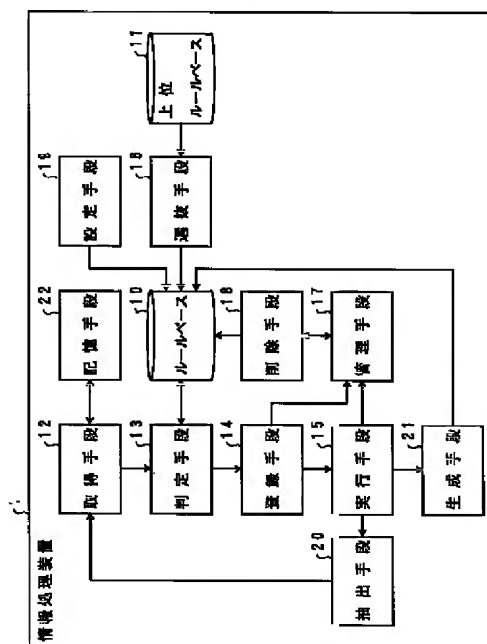 情報処理装置
12
取得手段
22
記憶手段
19
設定手段
13
判定手段
10
ルールベース
18
選抜手段
11
上位
ルールベース
14
登録手段
16
削除手段
15
実行手段
17
管理手段
20
抽出手段
21
生成手段